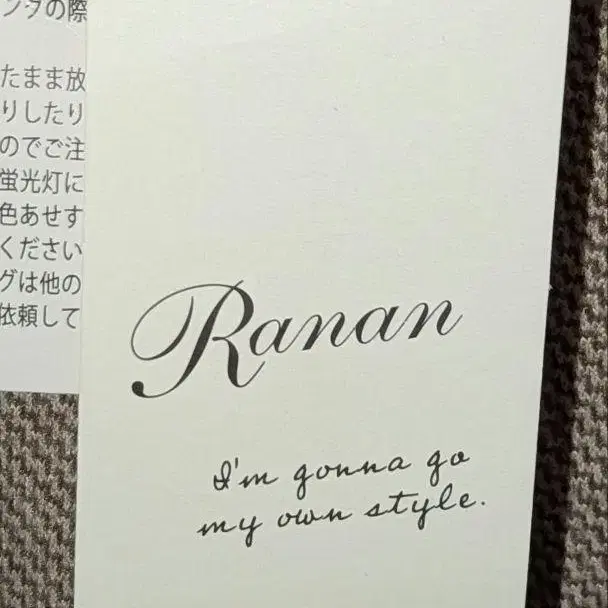 ングの際
たまま放
りしたり
のでご注
蛍光灯に
色あせす
ください
グは他の
依頼して
Ranan
I'm gonna go
my own style.